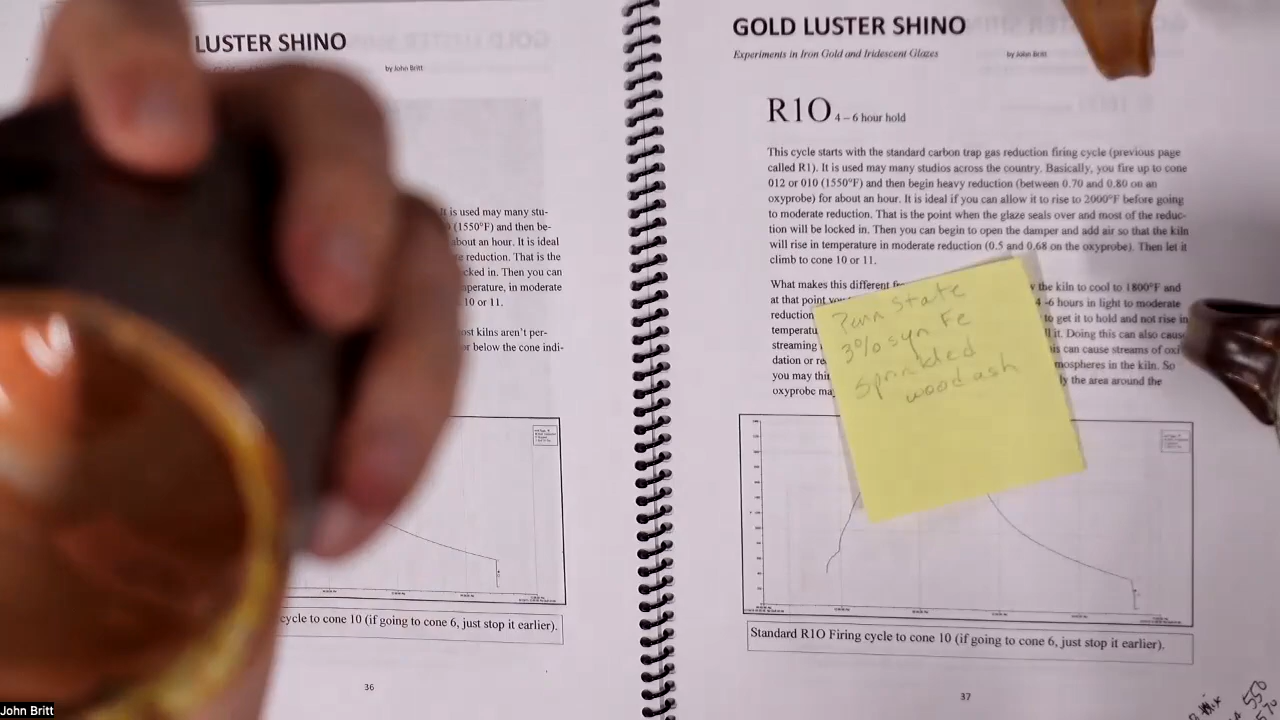 LUSTER SHINO
by John Britt
It is used may many stu-
(1550°F) and then be-
about an hour. It is ideal
e reduction. That is the
cked in. Then you can
mperature, in moderate
10 or 11.
ost kilns aren't per-
or blow the cone indi-
cycle to cone 10 (if going to cone 6, just stop it earlier).
36
GOLD LUSTER SHINO
Experiments in Iron Gold and Iridescent Glazes
by John Britt
R1O 4 – 6 hour hold
This cycle starts with the standard carbon trap gas reduction firing cycle (previous page
called R1). It is used may many studios across the country. Basically, you fire up to cone
012 or 010 (1550°F) and then begin heavy reduction (between 0.70 and 0.80 on an
oxyprobe) for about an hour. It is ideal if you can allow it to rise to 2000°F before going
to moderate reduction. That is the point when the glaze seals over and most of the reduc-
tion will be locked in. Then you can begin to open the damper and add air so that the kiln
will rise in temperature in moderate reduction (0.5 and 0.68 on the oxyprobe). Then let it
climb to cone 10 or 11.
What makes this different the kiln to cool to 1800°F and
at that point you 4 -6 hours in light to moderate
reduction to get it to hold and not rise in
temperatu ll it. Doing this can also cause
streaming is can cause streams of oxi-
dation or re mospheres in the kiln. So
you may thi ly the area around the
oxyprobe ma
Penn State
3% syn Fe
sprinkled
wood ash
Standard R1O Firing cycle to cone 10 (if going to cone 6, just stop it earlier).
37
550
John Britt